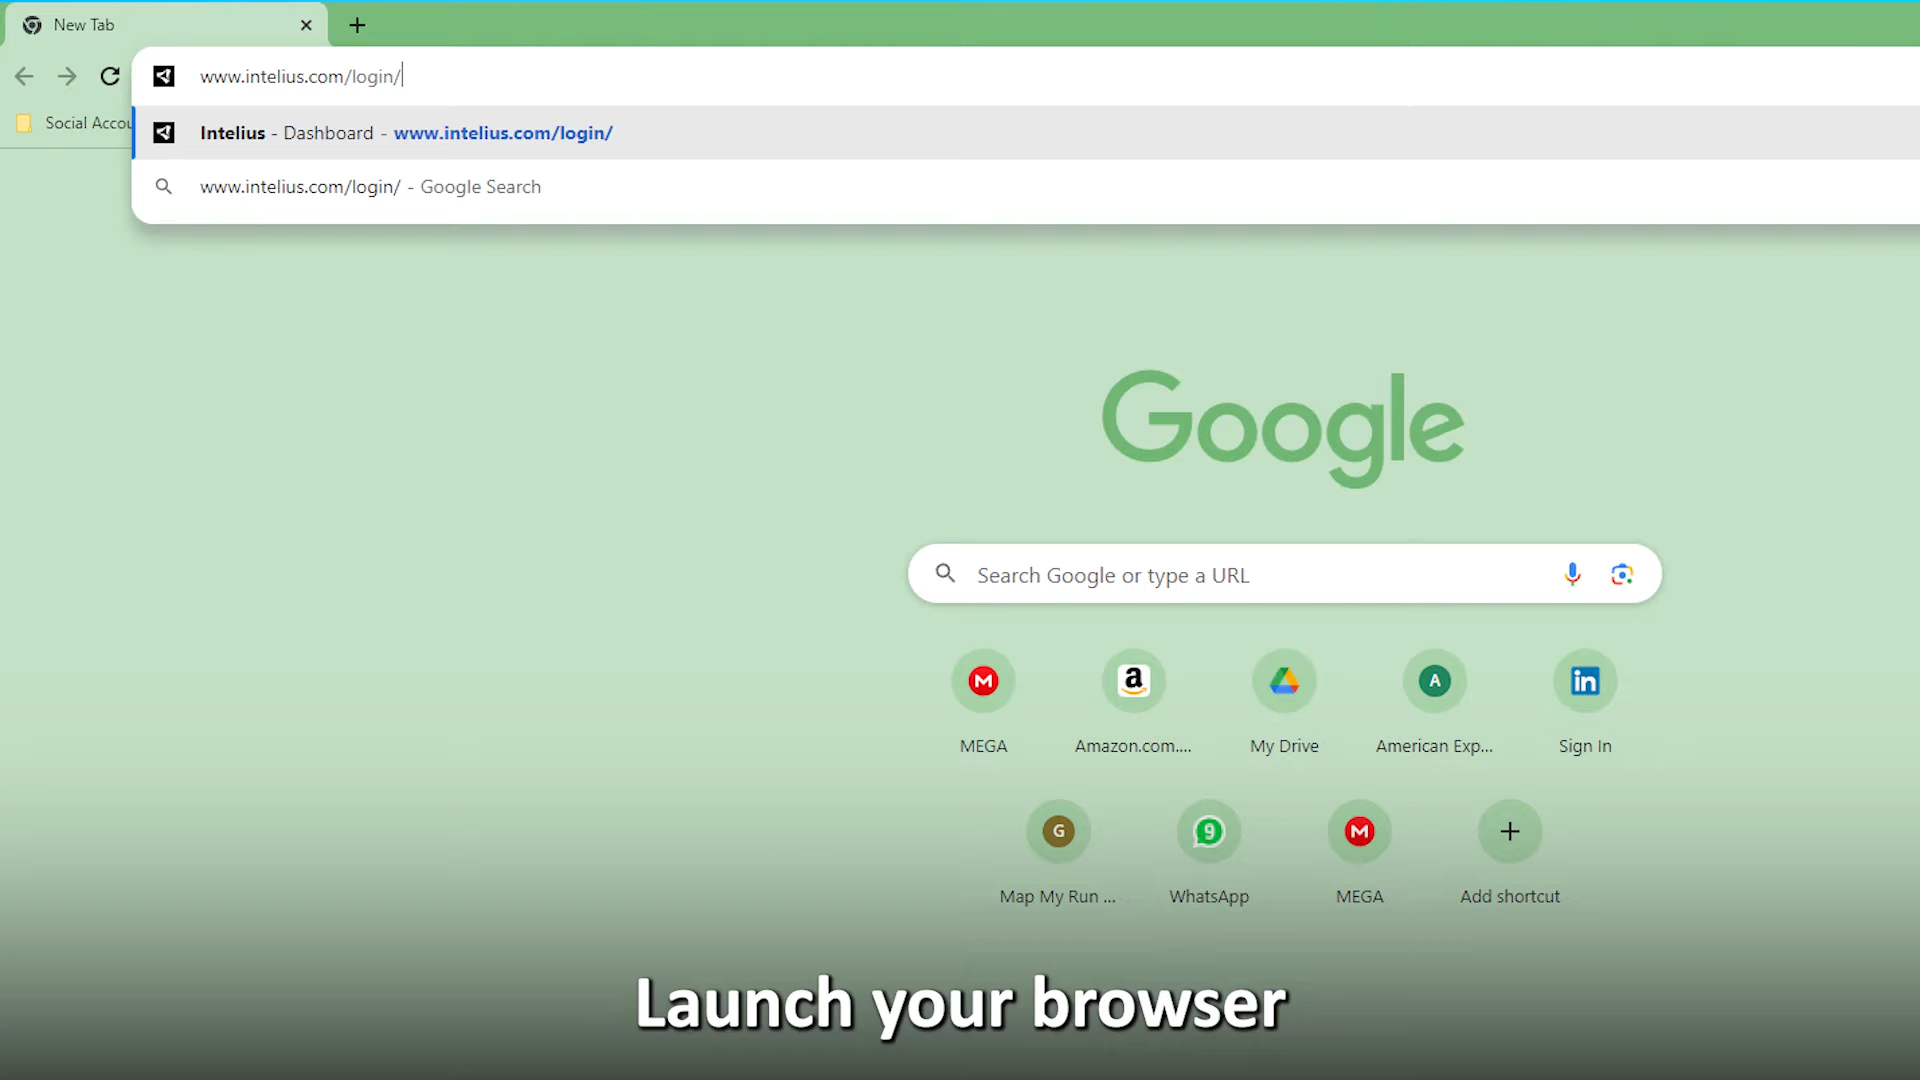 New Tab
www.intelius.com/login/
Social Accou
Intelius - Dashboard - www.intelius.com/login/
www.intelius.com/login/ - Google Search
Google
Search Google or type a URL
A
MEGA
Amazon.com....
My Drive
American Exp...
Sign In
G
9
Map My Run ...
WhatsApp
MEGA
Add shortcut
Launch your browser